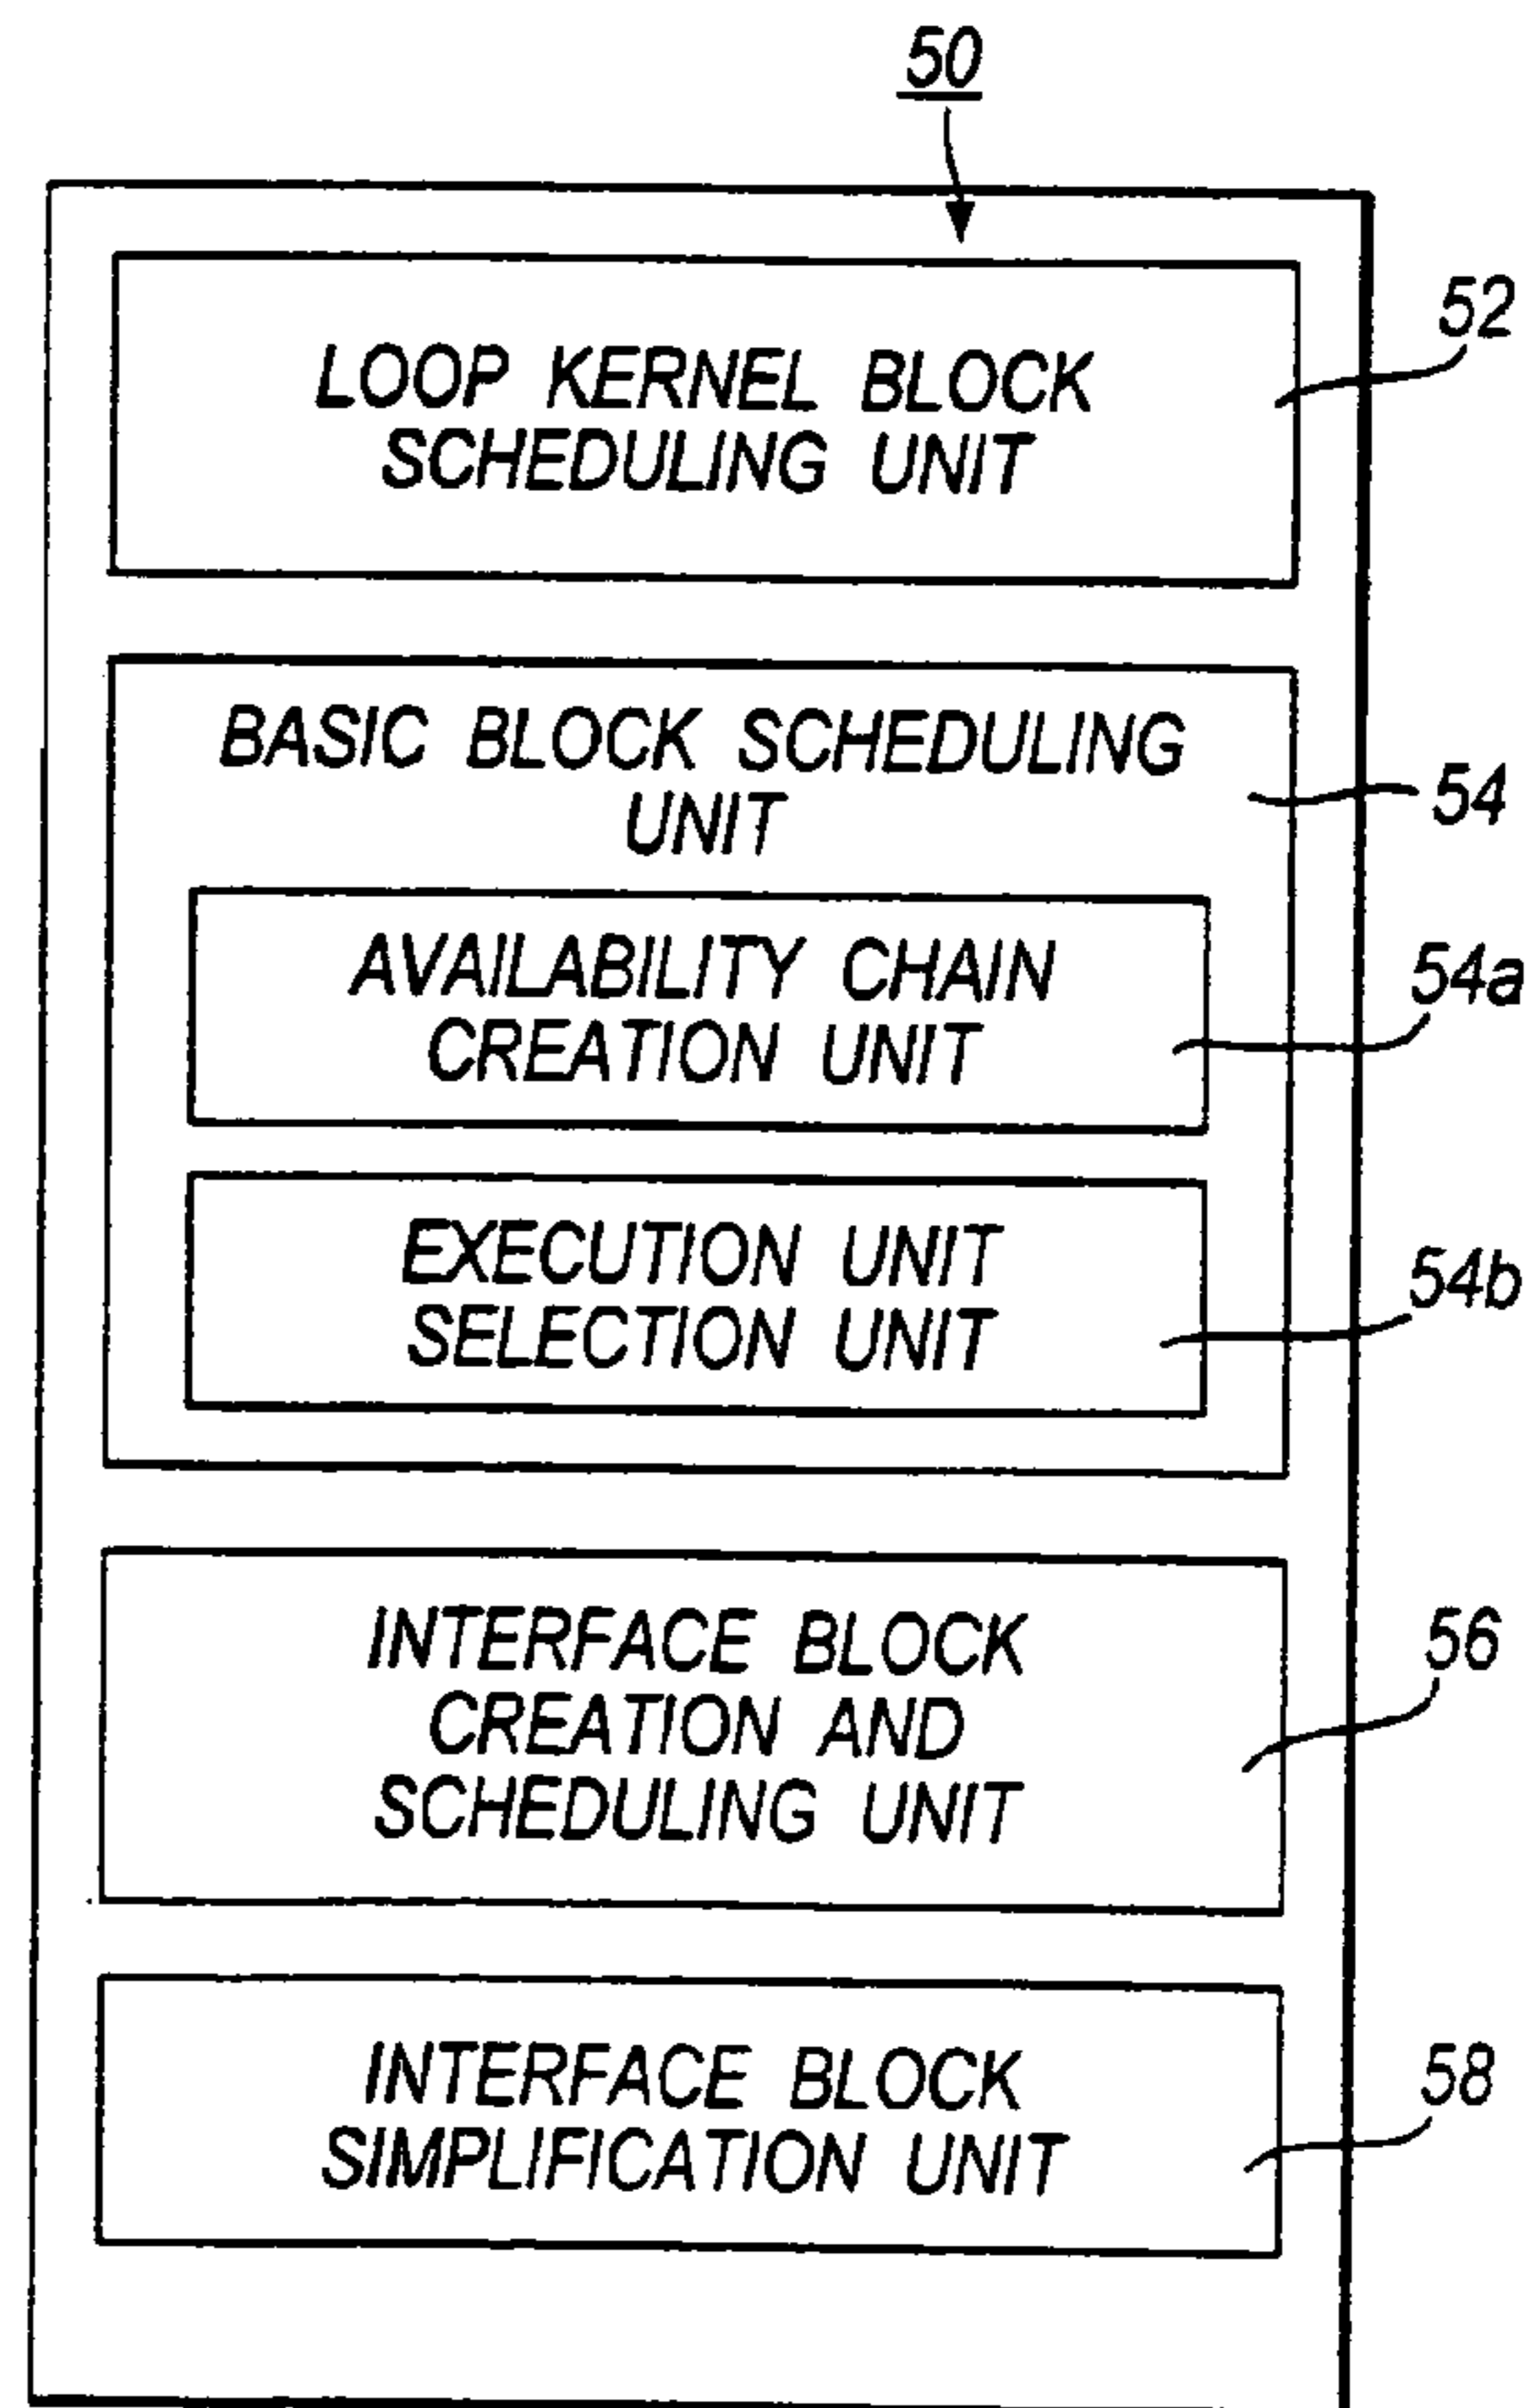 50
LOOP KERNEL BLOCK
SCHEDULING UNIT
52
BASIC BLOCK SCHEDULING
UNIT
54
AVAILABILITY CHAIN
CREATION UNIT
54a
EXECUTION UNIT
SELECTION UNIT
54b
INTERFACE BLOCK
CREATION AND
SCHEDULING UNIT
56
INTERFACE BLOCK
SIMPLIFICATION UNIT
58